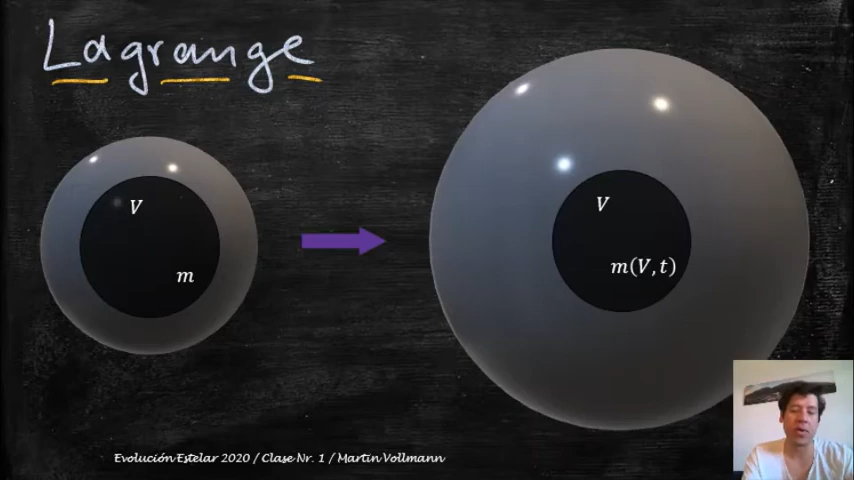 Lagrange
V
m
V
m(V,t)
Evolución Estelar 2020 / Clase Nr. 1 / Martin Vollmann